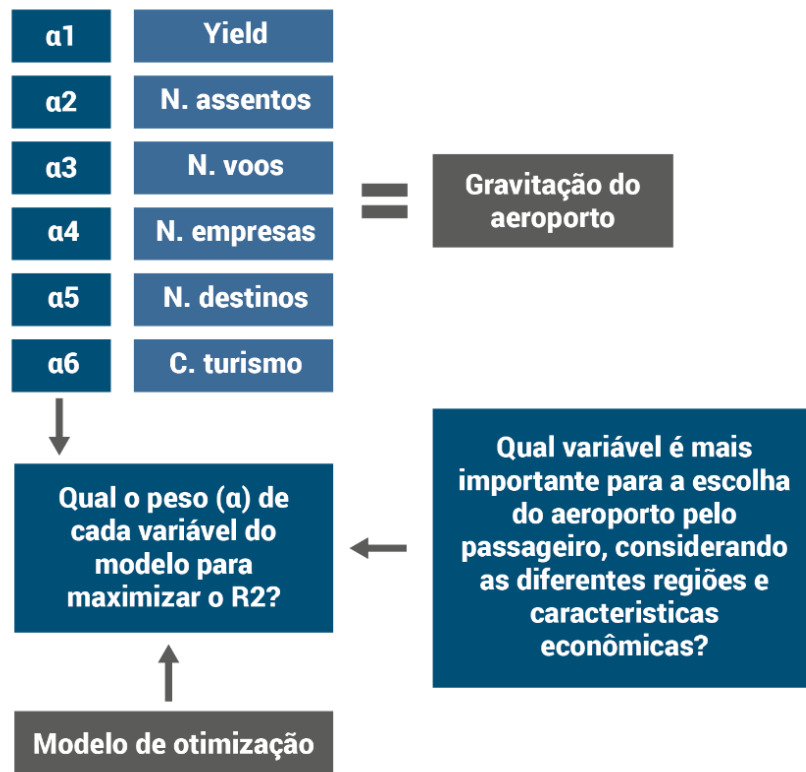 α1 Yield
α2 N. assentos
α3 N. voos
α4 N. empresas
α5 N. destinos
α6 C. turismo
=
Gravitação do
aeroporto
Qual o peso (α) de
cada variável do
modelo para
maximizar o R2?
Qual variável é mais
importante para a escolha
do aeroporto pelo
passageiro, considerando
as diferentes regiões e
caracteristicas
econômicas?
Modelo de otimização